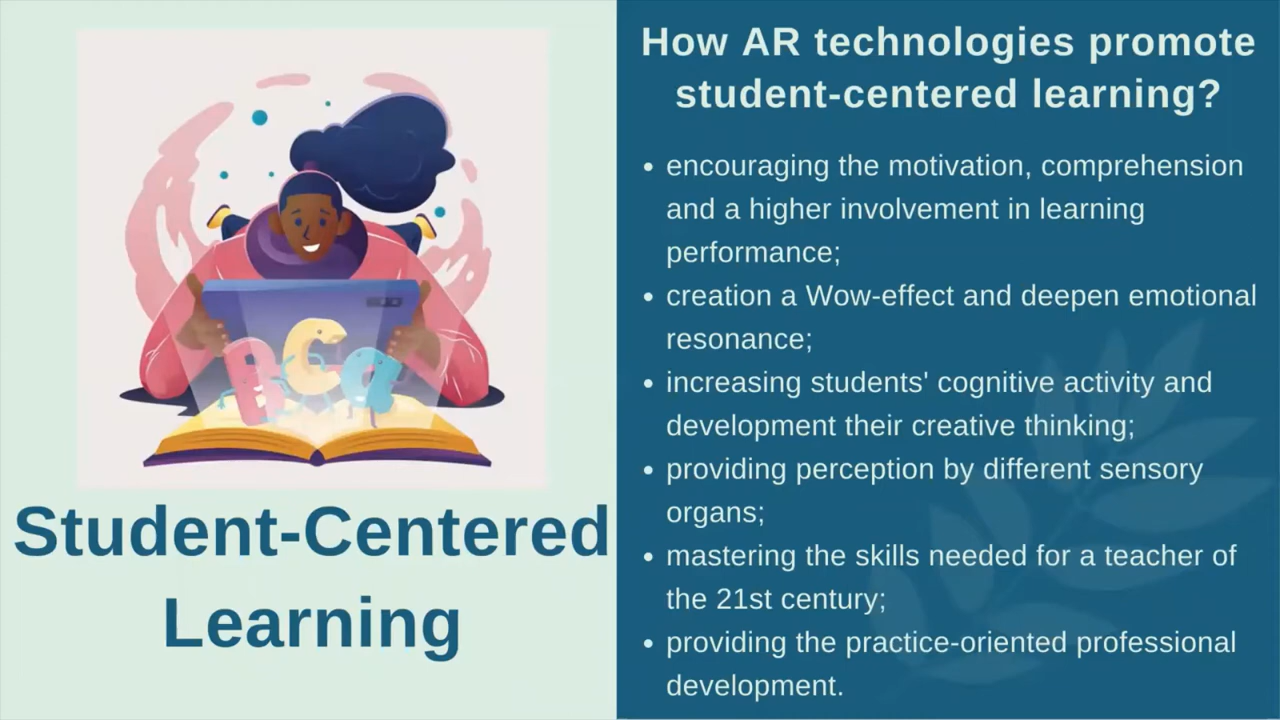 Student-Centered
Learning
How AR technologies promote
student-centered learning?
• encouraging the motivation, comprehension
and a higher involvement in learning
performance;
• creation a Wow-effect and deepen emotional
resonance;
• increasing students' cognitive activity and
development their creative thinking;
• providing perception by different sensory
organs;
• mastering the skills needed for a teacher of
the 21st century;
• providing the practice-oriented professional
development.
B C a